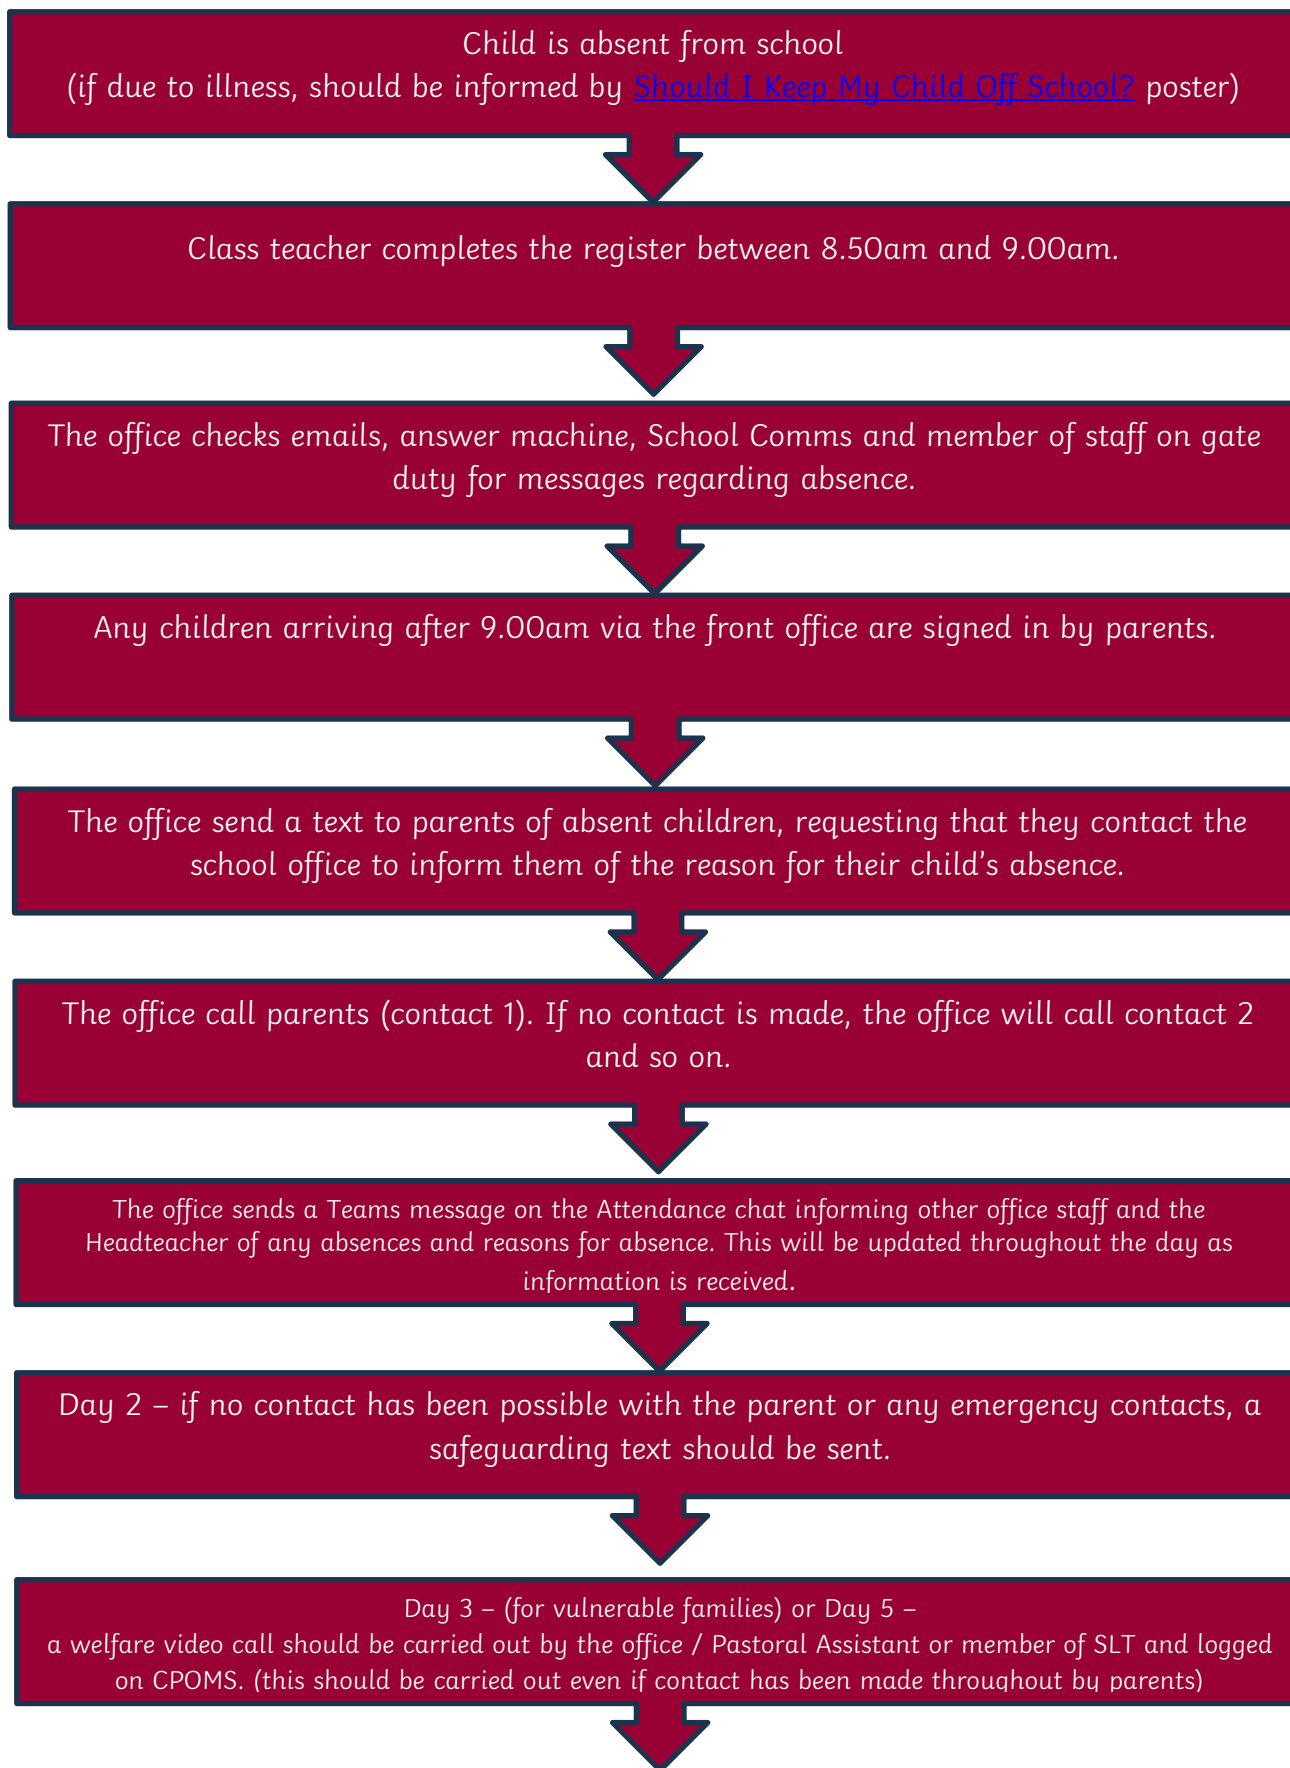 Child is absent from school
(if due to illness, should be informed by Should I Keep My Child Off School? poster)
Class teacher completes the register between 8.50am and 9.00am.
The office checks emails, answer machine, School Comms and member of staff on gate
duty for messages regarding absence.
Any children arriving after 9.00am via the front office are signed in by parents.
The office send a text to parents of absent children, requesting that they contact the
school office to inform them of the reason for their child’s absence.
The office call parents (contact 1). If no contact is made, the office will call contact 2
and so on.
The office sends a Teams message on the Attendance chat informing other office staff and the
Headteacher of any absences and reasons for absence. This will be updated throughout the day as
information is received.
Day 2 – if no contact has been possible with the parent or any emergency contacts, a
safeguarding text should be sent.
Day 3 – (for vulnerable families) or Day 5 –
a welfare video call should be carried out by the office / Pastoral Assistant or member of SLT and logged
on CPOMS. (this should be carried out even if contact has been made throughout by parents)